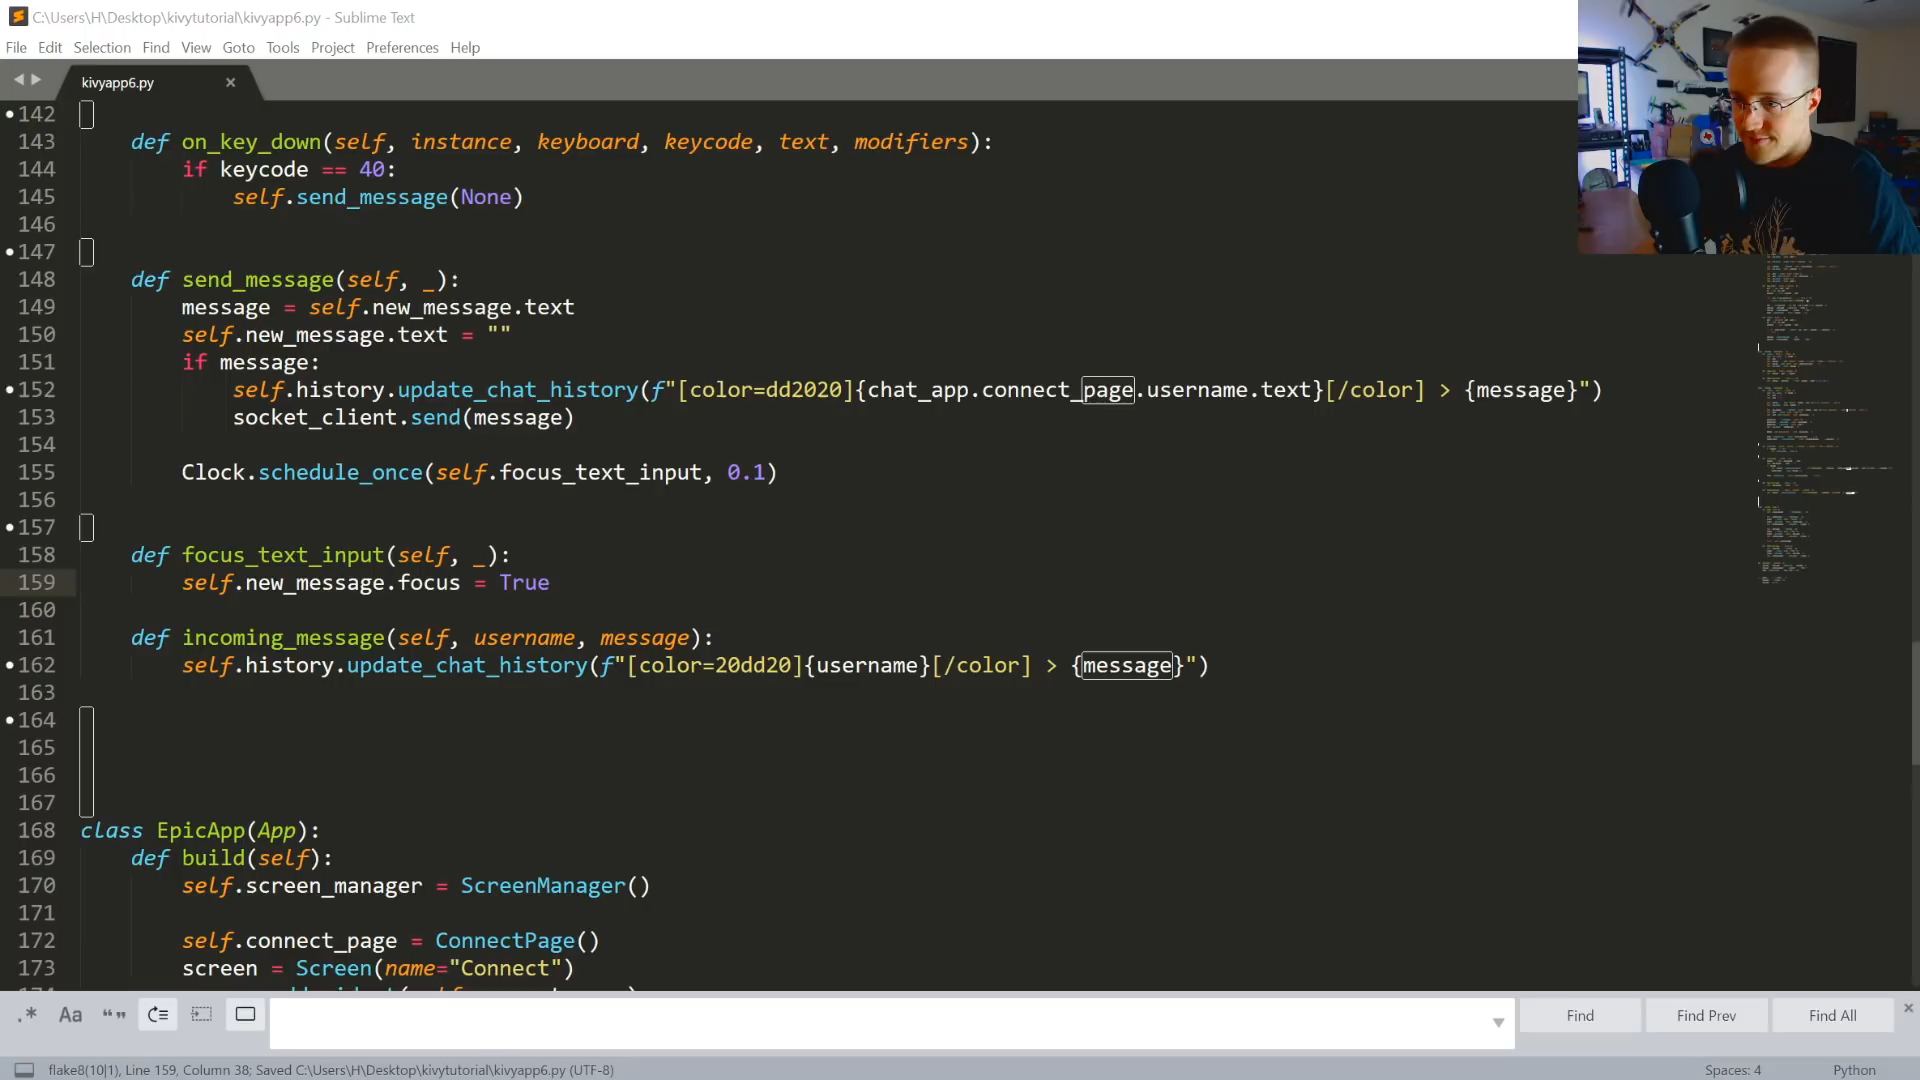 C:\Users\H\Desktop\kivytutorial\kivyapp6.py - Sublime Text
File Edit Selection Find View Goto Tools Project Preferences Help
kivyapp6.py
142
143 def on_key_down(self, instance, keyboard, keycode, text, modifiers):
144 if keycode == 40:
145 self.send_message(None)
146
147
148 def send_message(self, _):
149 message = self.new_message.text
150 self.new_message.text = ""
151 if message:
152 self.history.update_chat_history(f"[color=dd2020]{chat_app.connect_page.username.text}[/color] > {message}")
153 socket_client.send(message)
154
155 Clock.schedule_once(self.focus_text_input, 0.1)
156
157
158 def focus_text_input(self, _):
159 self.new_message.focus = True
160
161 def incoming_message(self, username, message):
162 self.history.update_chat_history(f"[color=20dd20]{username}[/color] > {message}")
163
164
165
166
167
168 class EpicApp(App):
169 def build(self):
170 self.screen_manager = ScreenManager()
171
172 self.connect_page = ConnectPage()
173 screen = Screen(name="Connect")
.* Aa “ ” Find Find Prev Find All
flake8(10|1), Line 159, Column 38; Saved C:\Users\H\Desktop\kivytutorial\kivyapp6.py (UTF-8) Spaces: 4 Python